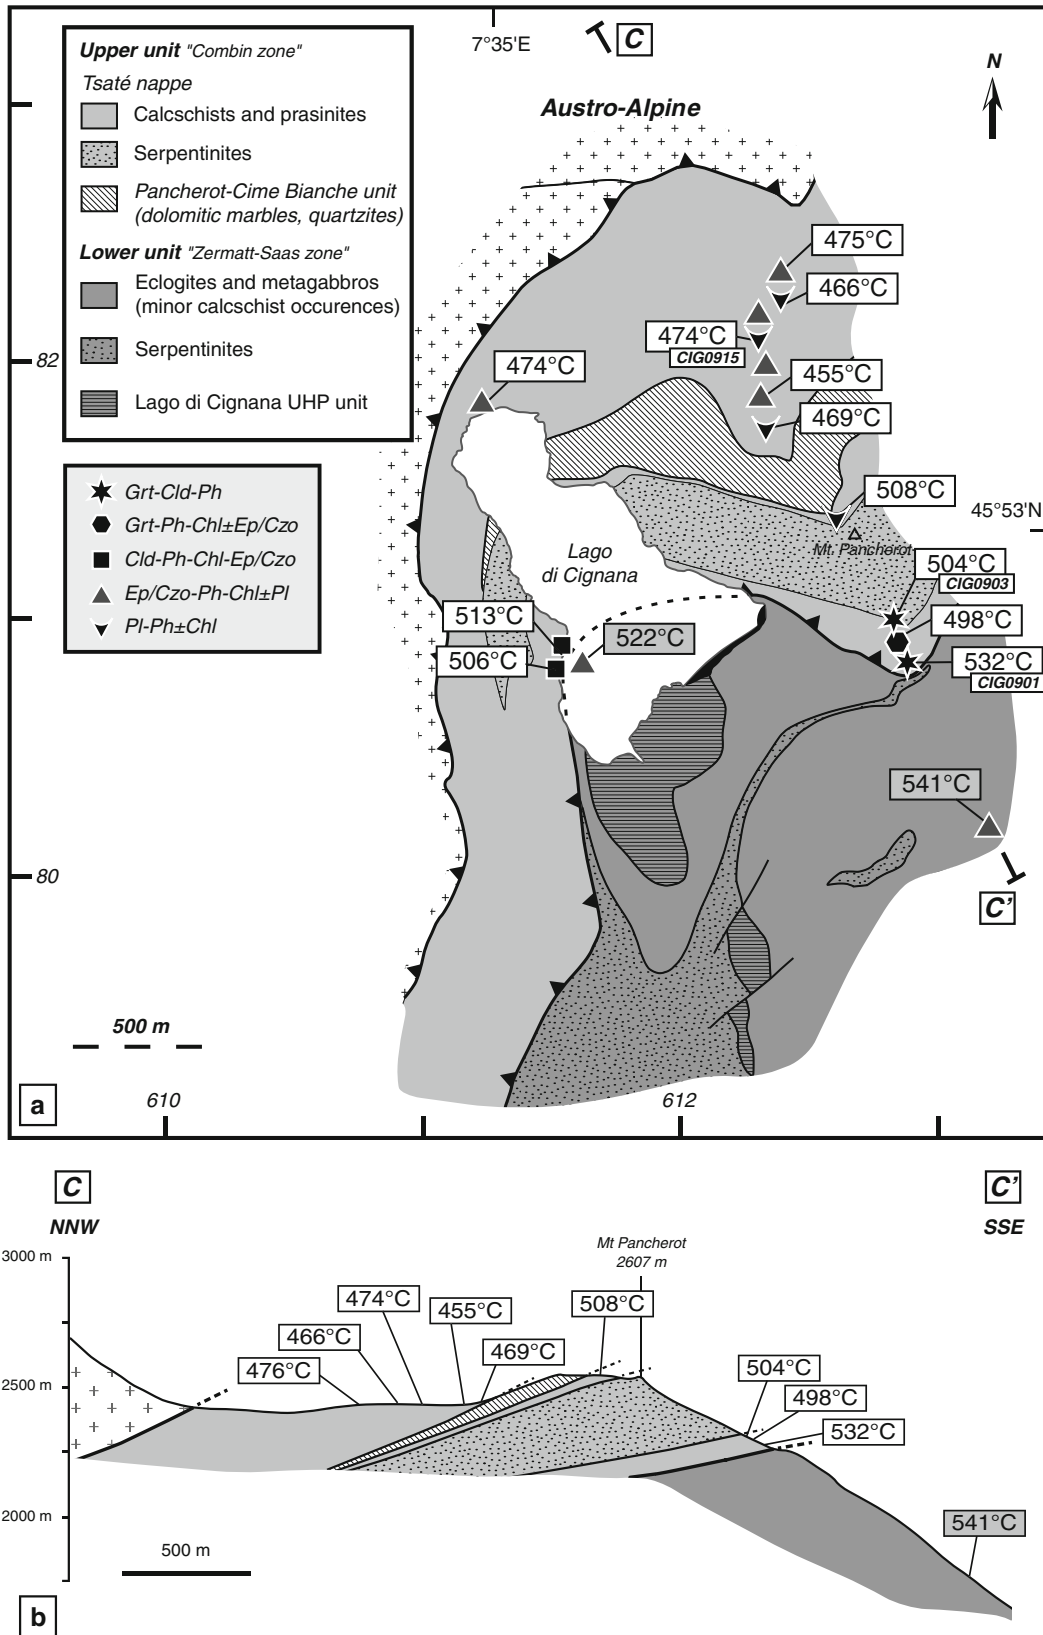 Upper unit "Combin zone"
Tsaté nappe
Calcschists and prasinites
Serpentinites
Pancherot-Cime Bianche unit
(dolomitic marbles, quartzites)
Lower unit "Zermatt-Saas zone"
Eclogites and metagabbros
(minor calcschist occurences)
Serpentinites
Lago di Cignana UHP unit
Grt-Cld-Ph
Grt-Ph-Chl±Ep/Czo
Cld-Ph-Chl-Ep/Czo
Ep/Czo-Ph-Chl±Pl
Pl-Ph±Chl
7°35'E
C
N
Austro-Alpine
475°C
466°C
474°C
CIG0915
82
474°C
455°C
469°C
508°C
45°53'N
Mt. Pancherot
Lago
di Cignana
504°C
CIG0903
513°C
498°C
522°C
506°C
532°C
CIG0901
541°C
80
C'
500 m
a
610
612
C
NNW
C'
SSE
Mt Pancherot
2607 m
3000 m
474°C
455°C
508°C
466°C
469°C
476°C
504°C
2500 m
498°C
532°C
2000 m
541°C
500 m
b